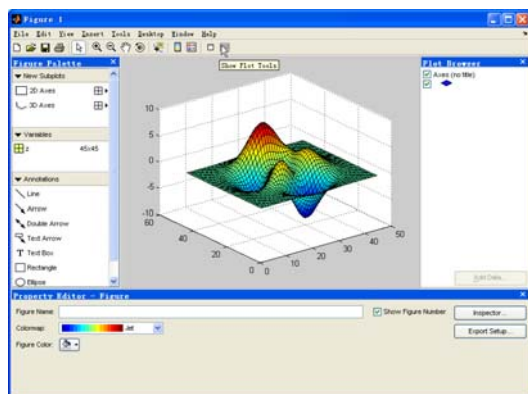 Figure 1
File Edit View Insert Tools Desktop Window Help
Show Plot Tools
Figure Palette
New Subplots
2D Axes
3D Axes
Variables
z 45x45
Annotations
Line
Arrow
Double Arrow
Text Arrow
Text Box
Rectangle
Ellipse
10
5
0
-5
-10
60
40
20
0
0
10
20
30
40
50
Plot Browser
Axes (no title)
Add Data...
Property Editor - Figure
Figure Name:
Show Figure Number
Inspector...
Colormap: Jet
Export Setup...
Figure Color: